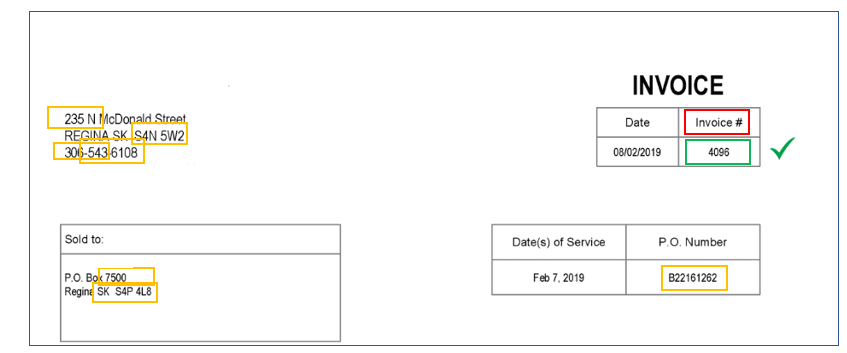 INVOICE
235 N McDonald Street
REGINA SK S4N 5W2
306-543-6108
Date Invoice #
08/02/2019 4096
Sold to:
P.O. Box 7500
Regina SK S4P 4L8
Date(s) of Service P.O. Number
Feb 7, 2019 B22161262